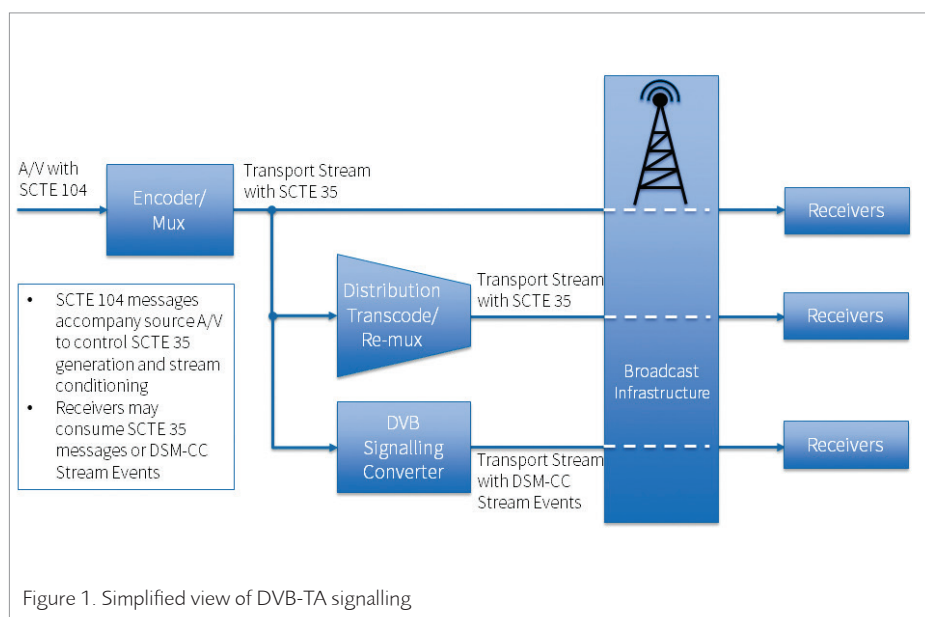 A/V with
SCTE 104
Encoder/
Mux
Transport Stream
with SCTE 35
Receivers
• SCTE 104 messages
accompany source A/V
to control SCTE 35
generation and stream
conditioning
• Receivers may
consume SCTE 35
messages or DSM-CC
Stream Events
Distribution
Transcode/
Re-mux
Transport Stream
with SCTE 35
Receivers
Broadcast
Infrastructure
DVB
Signalling
Converter
Transport Stream
with DSM-CC
Stream Events
Receivers
Figure 1. Simplified view of DVB-TA signalling